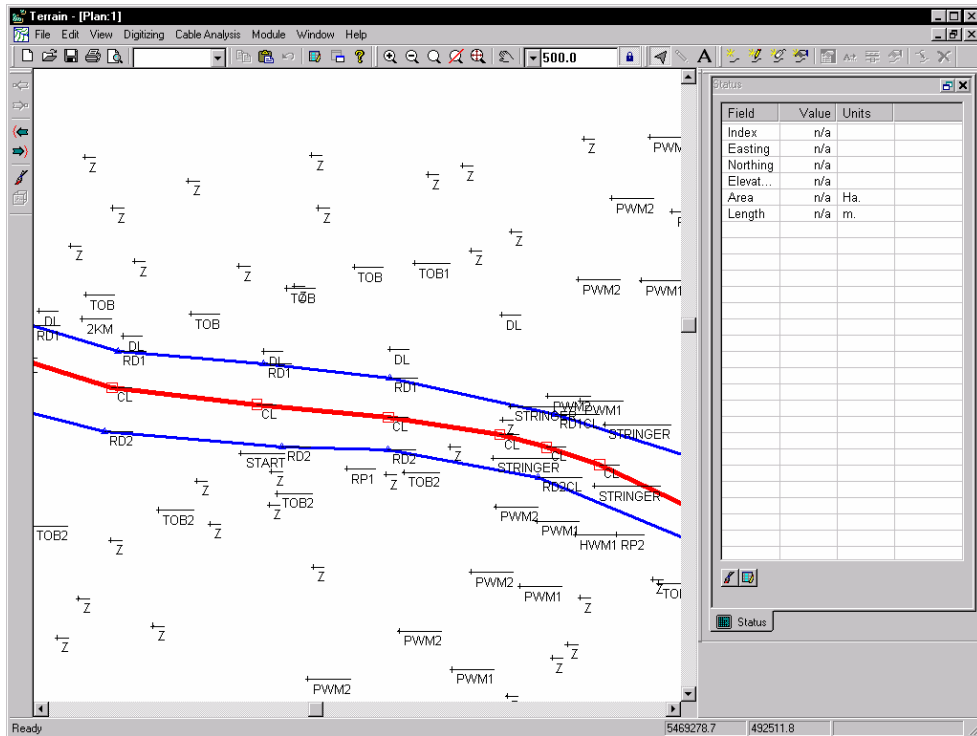 Terrain - [Plan:1]
File Edit View Digitizing Cable Analysis Module Window Help
500.0 A
Status
Field Value Units
Index n/a
Easting n/a
Northing n/a
Elevat... n/a
Area n/a Ha.
Length n/a m.
Status
Z PWM
Z Z Z
Z Z
PWM2
Z Z
Z
Z Z Z Z
TOB TOB1
Z TOB PWM2 PWM1
TOB
DL TOB DL
2KM
RD1 DL
RD1 DL DL
RD1 RD1
CL PWM2 PWM1
CL STRINGER RD1CL
CL Z STRINGER
RD2 CL CL
START RD2 RD2 Z STRINGER CL
Z RP1 Z TOB2 RD2CL
Z TOB2 STRINGER
Z
TOB2 Z PWM2
TOB2 Z PWM1
Z HWM1 RP2
Z PWM2 Z
PWM1
Z Z
Z Z
PWM2 Z
Z
PWM2 PWM1
Z
Ready 5469278.7 492511.8